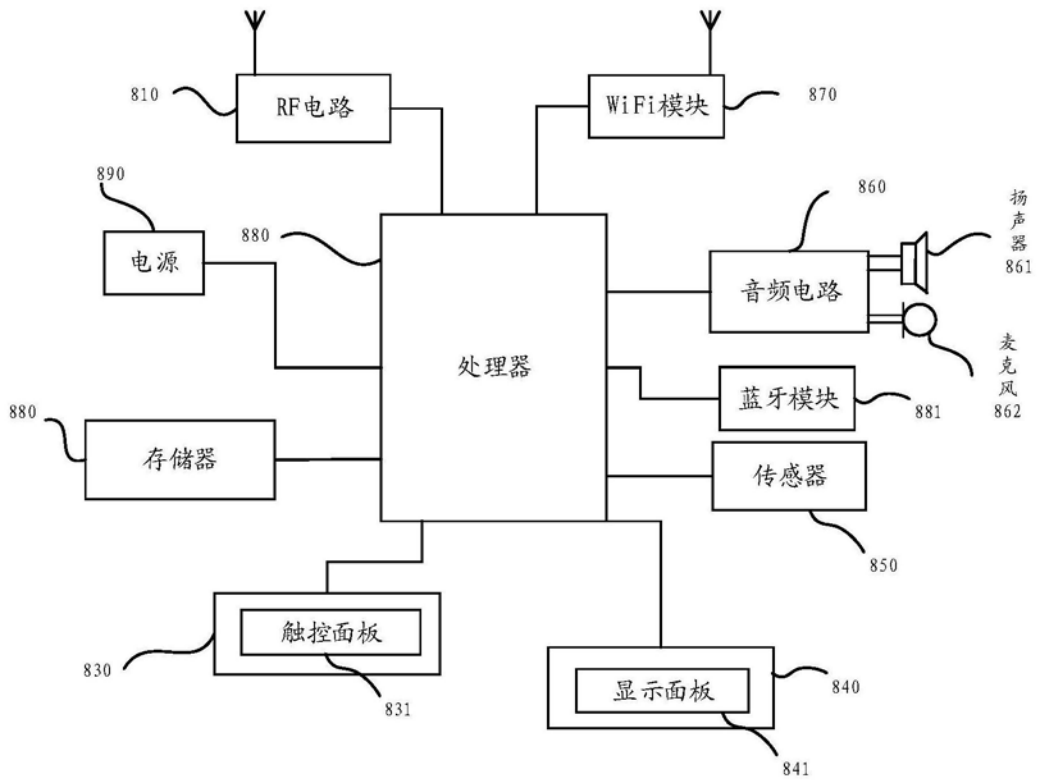 810
RF电路
WiFi模块
870
890
电源
880
860
音频电路
扬声器
861
处理器
麦克风
862
蓝牙模块
881
880
存储器
传感器
850
830
触控面板
831
显示面板
840
841